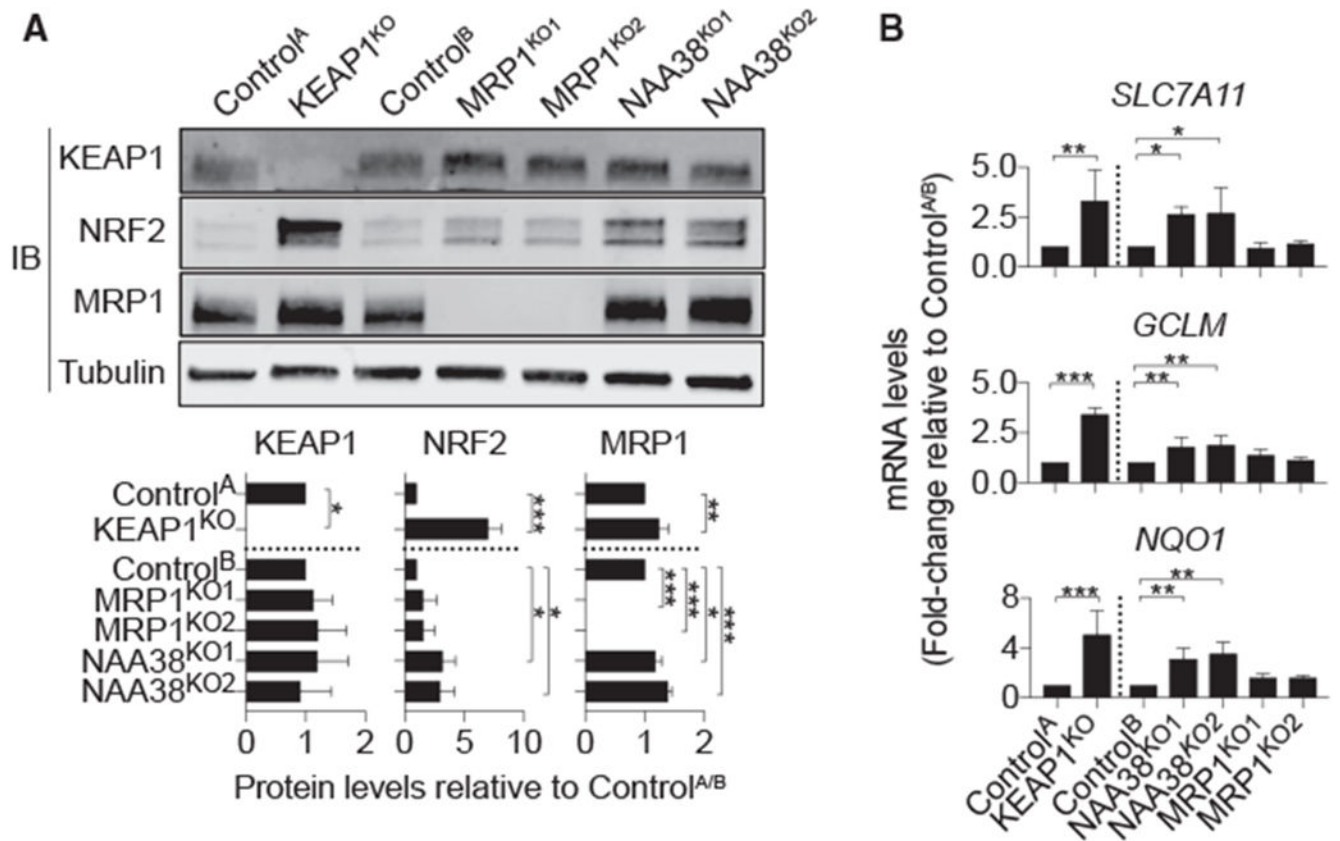 A
Control^A KEAP1^KO Control^B MRP1^KO1 MRP1^KO2 NAA38^KO1 NAA38^KO2
IB
KEAP1
NRF2
MRP1
Tubulin
KEAP1 NRF2 MRP1
Control^A
KEAP1^KO
Control^B
MRP1^KO1
MRP1^KO2
NAA38^KO1
NAA38^KO2
* *** ** * * *** *** * ***
0 1 2 0 5 10 0 1 2
Protein levels relative to Control^A/B
B
mRNA levels
(Fold-change relative to Control^A/B)
SLC7A11
** * *
5.0
2.5
0.0
GCLM
*** ** **
5.0
2.5
0.0
NQO1
*** ** **
8
4
0
Control^A KEAP1^KO Control^B NAA38^KO1 NAA38^KO2 MRP1^KO1 MRP1^KO2